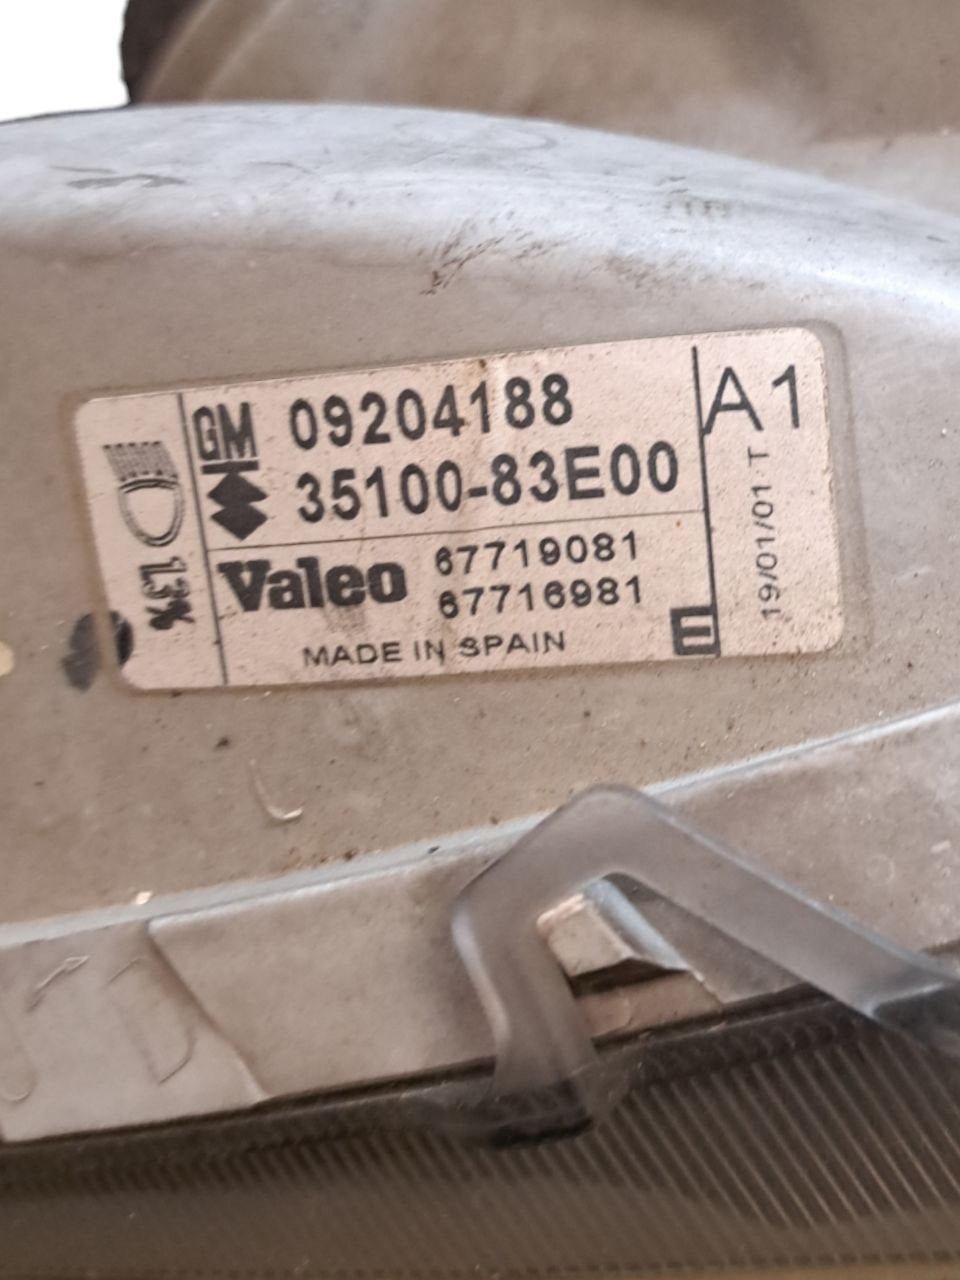 GM 09204188
35100-83E00
Valeo 67719081
67716981
MADE IN SPAIN
1.3%
A1
19/01/01 T